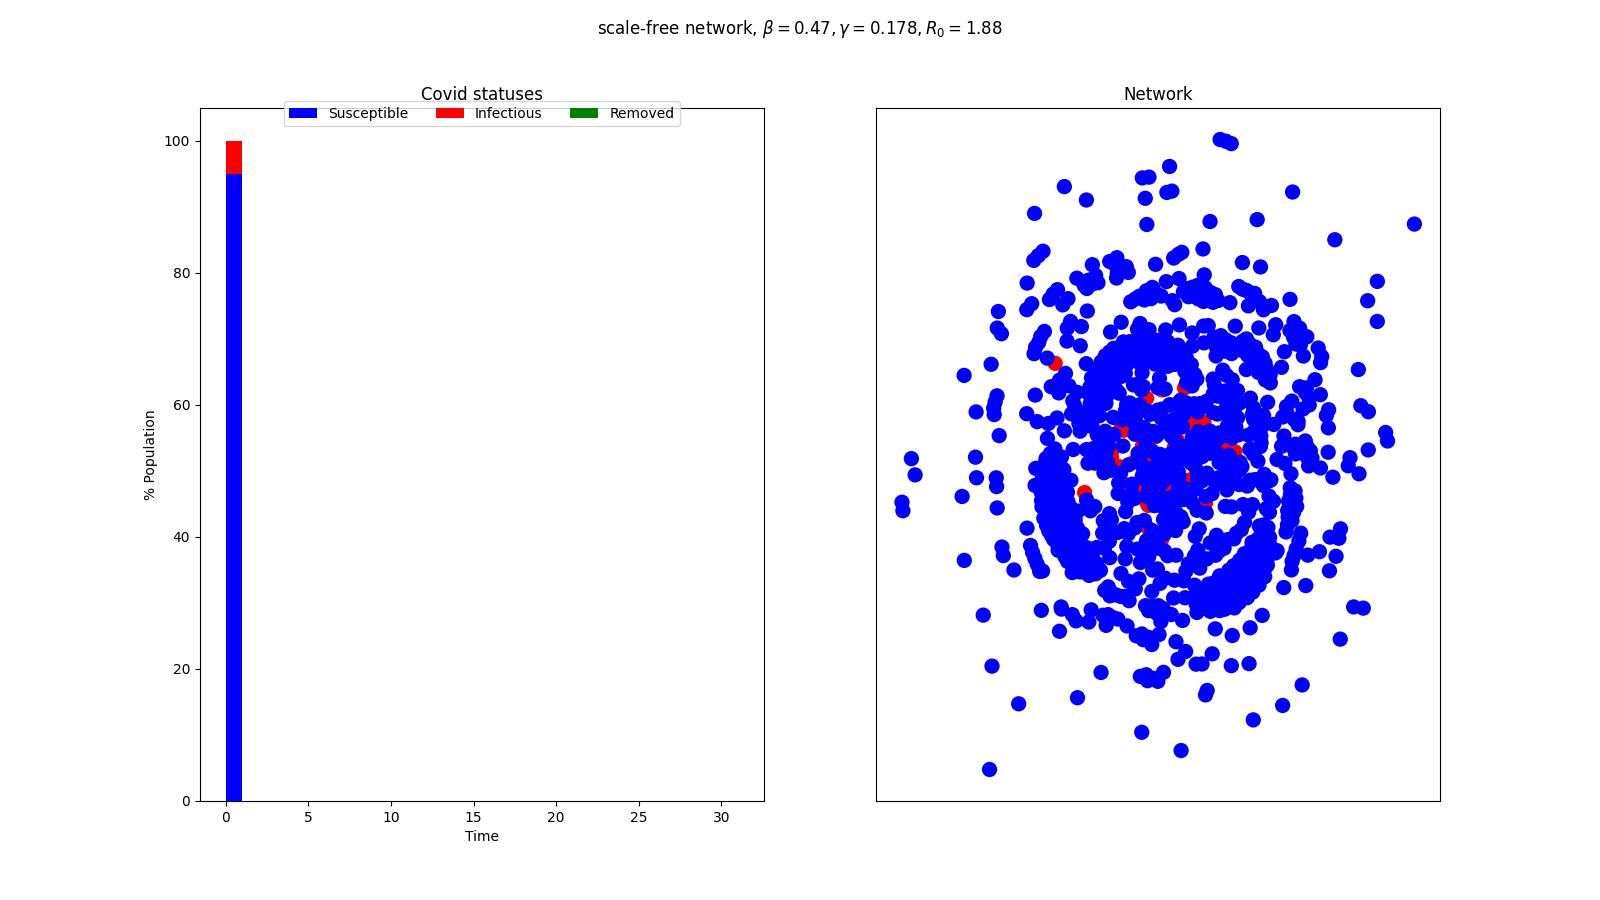 scale-free network, β = 0.47, γ = 0.178, R₀ = 1.88
Covid statuses
Susceptible Infectious Removed
100
80
60
40
20
0
% Population
0 5 10 15 20 25 30
Time
Network